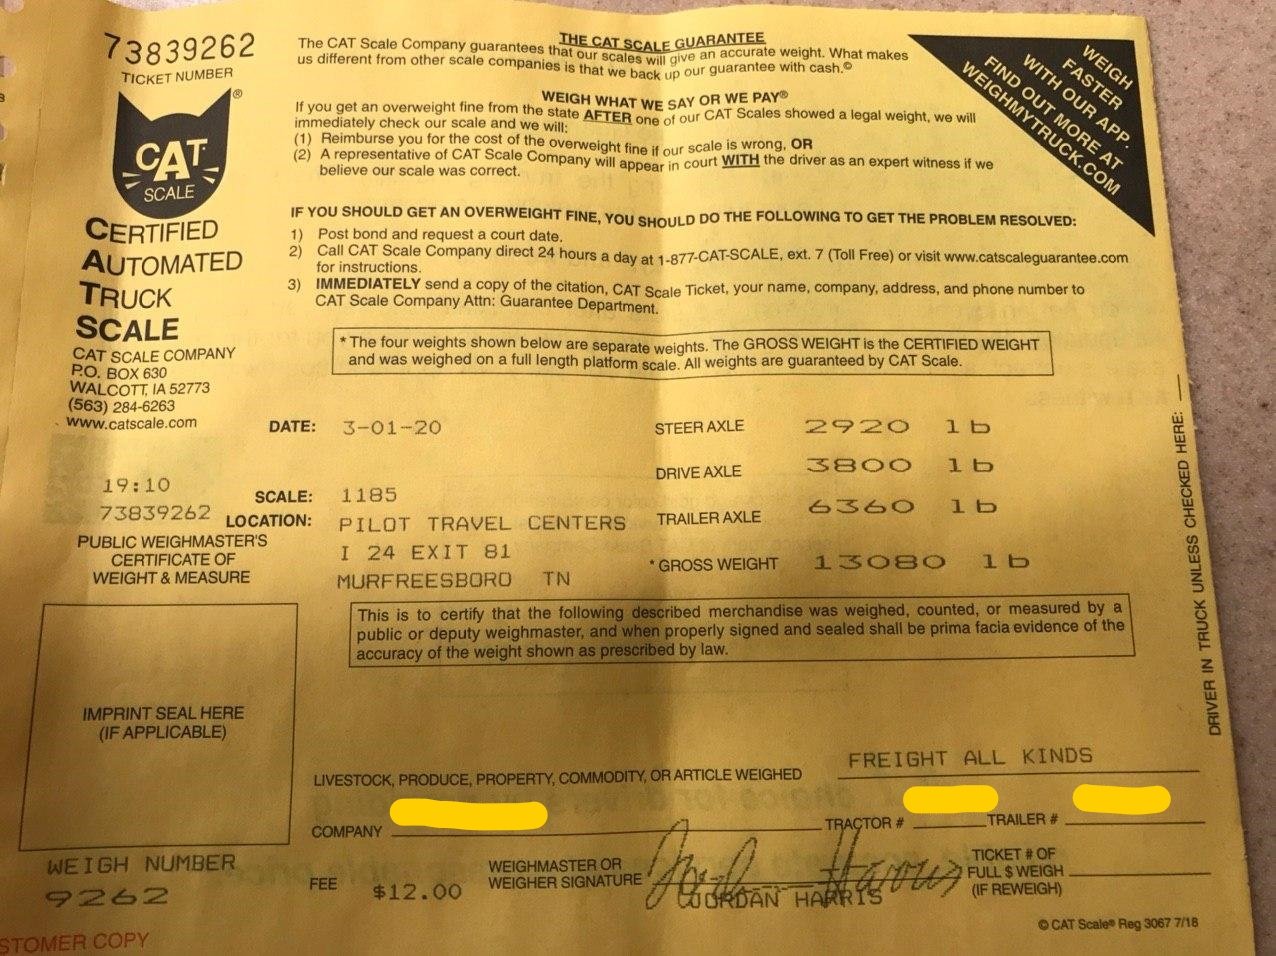 73839262
TICKET NUMBER
CAT
SCALE
®
CERTIFIED
AUTOMATED
TRUCK
SCALE
CAT SCALE COMPANY
P.O. BOX 630
WALCOTT, IA 52773
(563) 284-6263
www.catscale.com
THE CAT SCALE GUARANTEE
The CAT Scale Company guarantees that our scales will give an accurate weight. What makes
us different from other scale companies is that we back up our guarantee with cash.©
WEIGH WHAT WE SAY OR WE PAY®
If you get an overweight fine from the state AFTER one of our CAT Scales showed a legal weight, we will
immediately check our scale and we will:
(1) Reimburse you for the cost of the overweight fine if our scale is wrong, OR
(2) A representative of CAT Scale Company will appear in court WITH the driver as an expert witness if we
believe our scale was correct.
WEIGH
FASTER
WITH OUR APP.
FIND OUT MORE AT
WEIGHMYTRUCK.COM
IF YOU SHOULD GET AN OVERWEIGHT FINE, YOU SHOULD DO THE FOLLOWING TO GET THE PROBLEM RESOLVED:
1) Post bond and request a court date.
2) Call CAT Scale Company direct 24 hours a day at 1-877-CAT-SCALE, ext. 7 (Toll Free) or visit www.catscaleguarantee.com
for instructions.
3) IMMEDIATELY send a copy of the citation, CAT Scale Ticket, your name, company, address, and phone number to
CAT Scale Company Attn: Guarantee Department.
* The four weights shown below are separate weights. The GROSS WEIGHT is the CERTIFIED WEIGHT
and was weighed on a full length platform scale. All weights are guaranteed by CAT Scale.
DATE: 3-01-20
STEER AXLE 2920 lb
DRIVE AXLE 3800 lb
19:10
73839262
SCALE: 1185
TRAILER AXLE 6360 lb
LOCATION: PILOT TRAVEL CENTERS
I 24 EXIT 81
MURFREESBORO TN
* GROSS WEIGHT 13080 lb
PUBLIC WEIGHMASTER'S
CERTIFICATE OF
WEIGHT & MEASURE
This is to certify that the following described merchandise was weighed, counted, or measured by a
public or deputy weighmaster, and when properly signed and sealed shall be prima facia evidence of the
accuracy of the weight shown as prescribed by law.
DRIVER IN TRUCK UNLESS CHECKED HERE:
IMPRINT SEAL HERE
(IF APPLICABLE)
LIVESTOCK, PRODUCE, PROPERTY, COMMODITY, OR ARTICLE WEIGHED FREIGHT ALL KINDS
COMPANY TRACTOR # TRAILER #
WEIGH NUMBER
9262
FEE $12.00
WEIGHMASTER OR
WEIGHER SIGNATURE
Jordan Harris
JORDAN HARRIS
TICKET # OF
FULL $ WEIGH
(IF REWEIGH)
© CAT Scale® Reg 3067 7/18
STOMER COPY